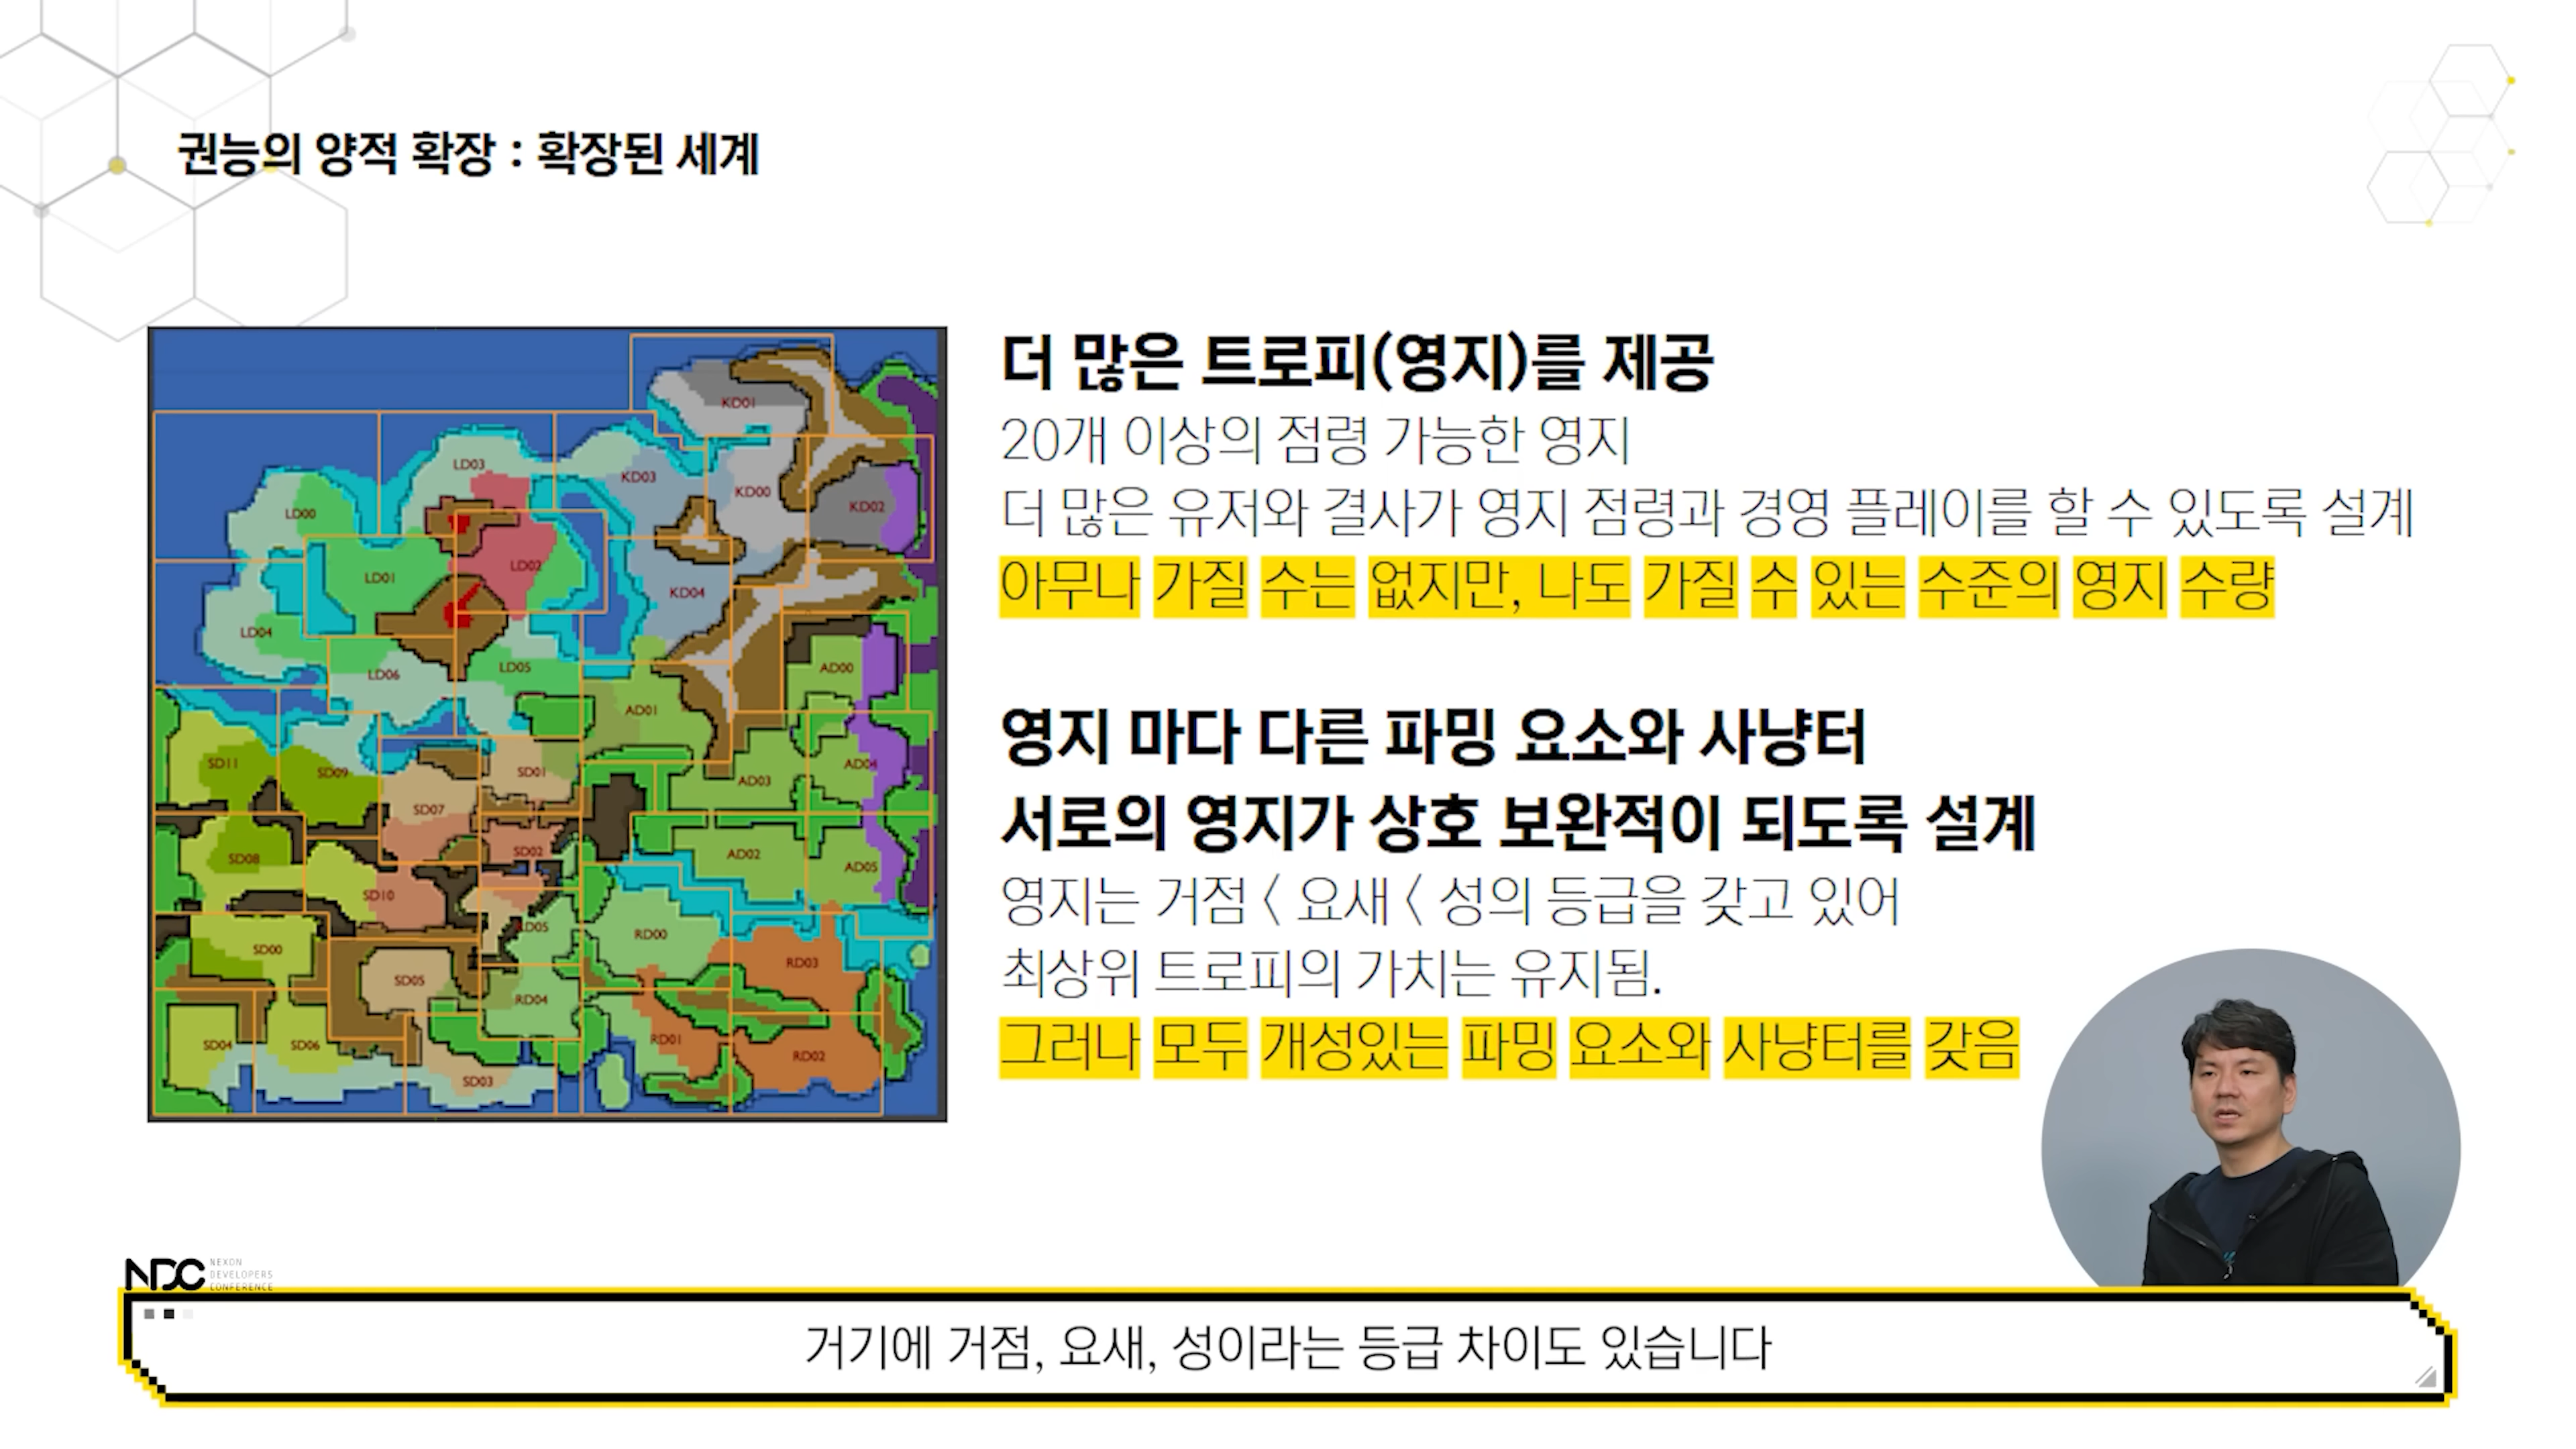 권능의 양적 확장 : 확장된 세계
더 많은 트로피(영지)를 제공
20개 이상의 점령 가능한 영지
더 많은 유저와 결사가 영지 점령과 경영 플레이를 할 수 있도록 설계
아무나 가질 수는 없지만, 나도 가질 수 있는 수준의 영지 수량
영지 마다 다른 파밍 요소와 사냥터
서로의 영지가 상호 보완적이 되도록 설계
영지는 거점 < 요새 < 성의 등급을 갖고 있어
최상위 트로피의 가치는 유지됨.
그러나 모두 개성있는 파밍 요소와 사냥터를 갖음
KD01
LD03
KD03
KD00
KD02
LD00
LD01
LD02
KD04
LD04
LD06
LD05
AD00
AD01
SD11
SD09
SD01
AD03
AD04
SD07
SD08
SD02
AD02
AD05
SD10
RD05
RD00
SD00
RD03
SD05
RD04
SD04
SD06
RD01
RD02
SD03
NDC
NEXON
DEVELOPERS
CONFERENCE
거기에 거점, 요새, 성이라는 등급 차이도 있습니다